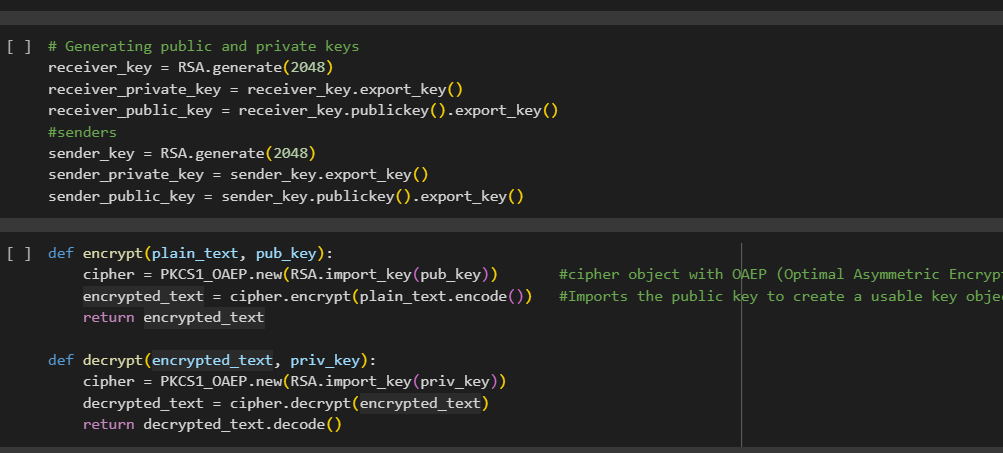 [ ] # Generating public and private keys
receiver_key = RSA.generate(2048)
receiver_private_key = receiver_key.export_key()
receiver_public_key = receiver_key.publickey().export_key()
#senders
sender_key = RSA.generate(2048)
sender_private_key = sender_key.export_key()
sender_public_key = sender_key.publickey().export_key()
[ ] def encrypt(plain_text, pub_key):
    cipher = PKCS1_OAEP.new(RSA.import_key(pub_key))       #cipher object with OAEP (Optimal Asymmetric Encryp
    encrypted_text = cipher.encrypt(plain_text.encode())   #Imports the public key to create a usable key obje
    return encrypted_text
def decrypt(encrypted_text, priv_key):
    cipher = PKCS1_OAEP.new(RSA.import_key(priv_key))
    decrypted_text = cipher.decrypt(encrypted_text)
    return decrypted_text.decode()